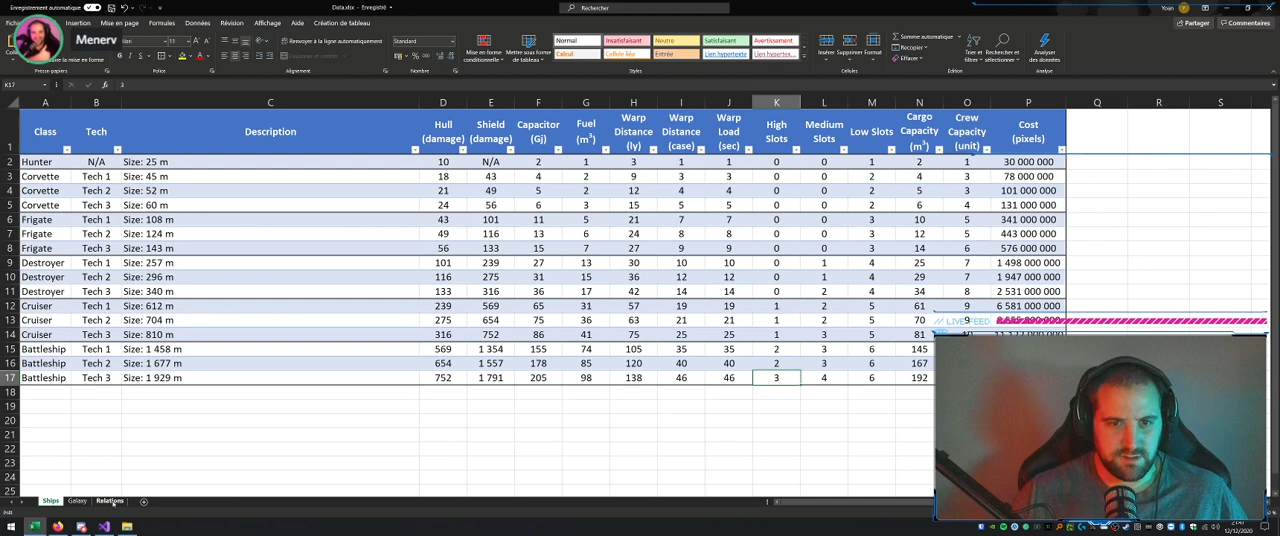 Enregistrement automatique
Data.xlsx - Enregistré
Rechercher
Yoan
Insertion Mise en page Formules Données Révision Affichage Aide Création de tableau
Partager Commentaires
Menerv
Renvoyer à la ligne automatiquement
Standard
Mise en forme conditionnelle
Mettre sous forme de tableau
Normal Insatisfaisant Neutre Satisfaisant Avertissement
Calcul Cellule liée Entrée Lien hypertexte Lien hypertexte...
Insérer Supprimer Format
Somme automatique
Recopier
Effacer
Trier et filtrer
Rechercher et sélectionner
Analyser des données
Presse-papiers Police Alignement Nombre Styles Cellules Edition Analyse
K17 fx 3
A B C D E F G H I J K L M N O P Q R S
1 Class Tech Description Hull (damage) Shield (damage) Capacitor (Gj) Fuel (m³) Warp Distance (ly) Warp Distance (case) Warp Load (sec) High Slots Medium Slots Low Slots Cargo Capacity (m³) Crew Capacity (unit) Cost (pixels)
2 Hunter N/A Size: 25 m 10 N/A 2 1 3 1 1 0 0 1 2 1 30 000 000
3 Corvette Tech 1 Size: 45 m 18 43 4 2 9 3 3 0 0 2 4 3 78 000 000
4 Corvette Tech 2 Size: 52 m 21 49 5 2 12 4 4 0 0 2 5 3 101 000 000
5 Corvette Tech 3 Size: 60 m 24 56 6 3 15 5 5 0 0 2 6 4 131 000 000
6 Frigate Tech 1 Size: 108 m 43 101 11 5 21 7 7 0 0 3 10 5 341 000 000
7 Frigate Tech 2 Size: 124 m 49 116 13 6 24 8 8 0 0 3 12 5 443 000 000
8 Frigate Tech 3 Size: 143 m 56 133 15 7 27 9 9 0 0 3 14 6 576 000 000
9 Destroyer Tech 1 Size: 257 m 101 239 27 13 30 10 10 0 1 4 25 7 1 498 000 000
10 Destroyer Tech 2 Size: 296 m 116 275 31 15 36 12 12 0 1 4 29 7 1 947 000 000
11 Destroyer Tech 3 Size: 340 m 133 316 36 17 42 14 14 0 1 4 34 8 2 531 000 000
12 Cruiser Tech 1 Size: 612 m 239 569 65 31 57 19 19 1 2 5 61 9 6 581 000 000
13 Cruiser Tech 2 Size: 704 m 275 654 75 36 63 21 21 1 2 5 70 9
// LIVE FEED
14 Cruiser Tech 3 Size: 810 m 316 752 86 41 75 25 25 1 3 5 81
15 Battleship Tech 1 Size: 1 458 m 569 1 354 155 74 105 35 35 2 3 6 145
16 Battleship Tech 2 Size: 1 677 m 654 1 557 178 85 120 40 40 2 3 6 167
17 Battleship Tech 3 Size: 1 929 m 752 1 791 205 98 138 46 46 3 4 6 192
18
19
20
21
22
23
24
25
Ships Galaxy Relations
Prêt
21:47
12/12/2020